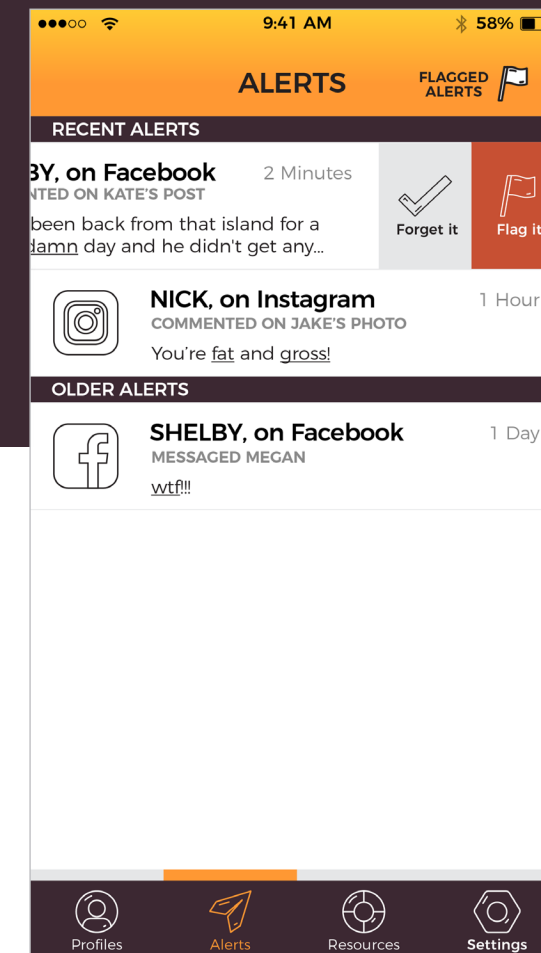 9:41 AM 58%
ALERTS
FLAGGED
ALERTS
RECENT ALERTS
BY, on Facebook 2 Minutes
NTED ON KATE'S POST
been back from that island for a
damn day and he didn't get any...
Forget it
Flag it
NICK, on Instagram 1 Hour
COMMENTED ON JAKE'S PHOTO
You're fat and gross!
OLDER ALERTS
SHELBY, on Facebook 1 Day
MESSAGED MEGAN
wtf!!!
Profiles Alerts Resources Settings